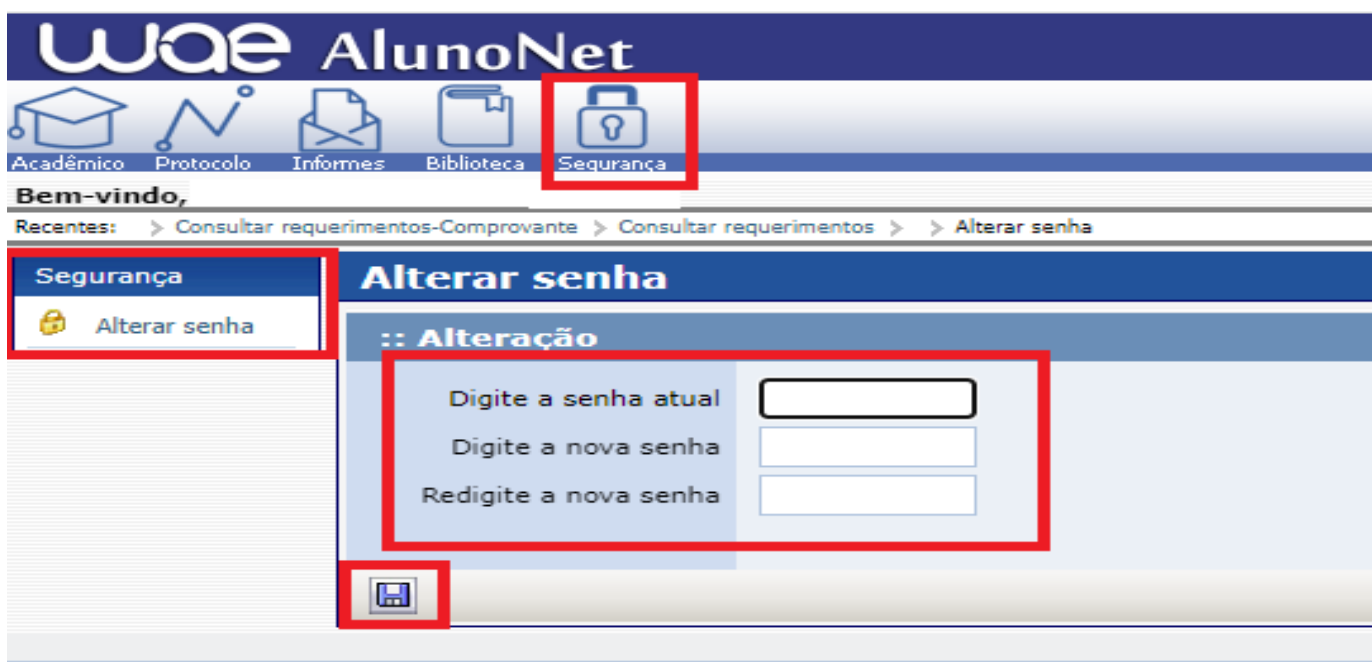 wae AlunoNet
Acadêmico Protocolo Informes Biblioteca Segurança
Bem-vindo,
Recentes: > Consultar requerimentos-Comprovante > Consultar requerimentos > > Alterar senha
Segurança
Alterar senha
Alterar senha
:: Alteração
Digite a senha atual
Digite a nova senha
Redigite a nova senha